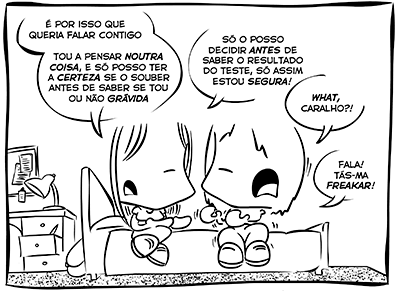 É POR ISSO QUE
QUERIA FALAR CONTIGO
TOU A PENSAR NOUTRA
COISA, E SÓ POSSO TER
A CERTEZA SE O SOUBER
ANTES DE SABER SE TOU
OU NÃO GRÁVIDA
SÓ O POSSO
DECIDIR ANTES DE
SABER O RESULTADO
DO TESTE, SÓ ASSIM
ESTOU SEGURA!
WHAT,
CARALHO?!
FALA!
TÁS-MA
FREAKAR!